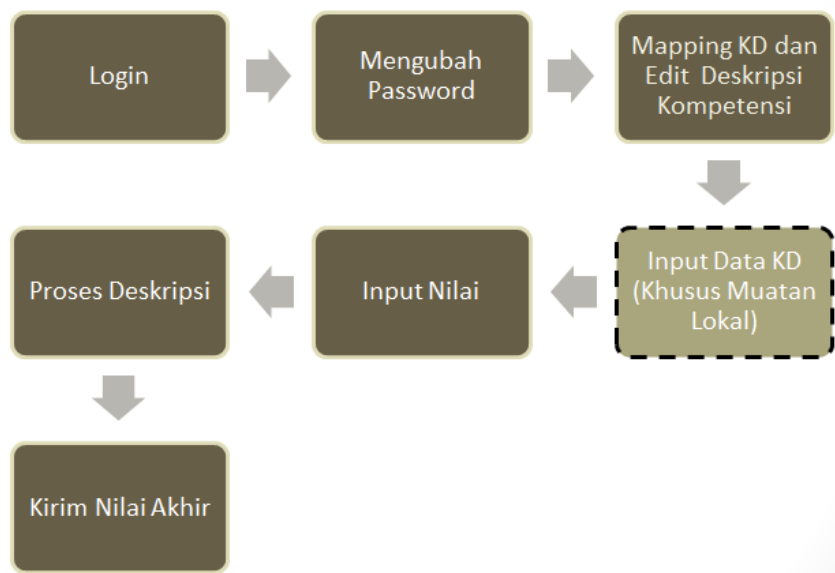 Login
Mengubah
Password
Mapping KD dan
Edit Deskripsi
Kompetensi
Input Data KD
(Khusus Muatan
Lokal)
Input Nilai
Proses Deskripsi
Kirim Nilai Akhir